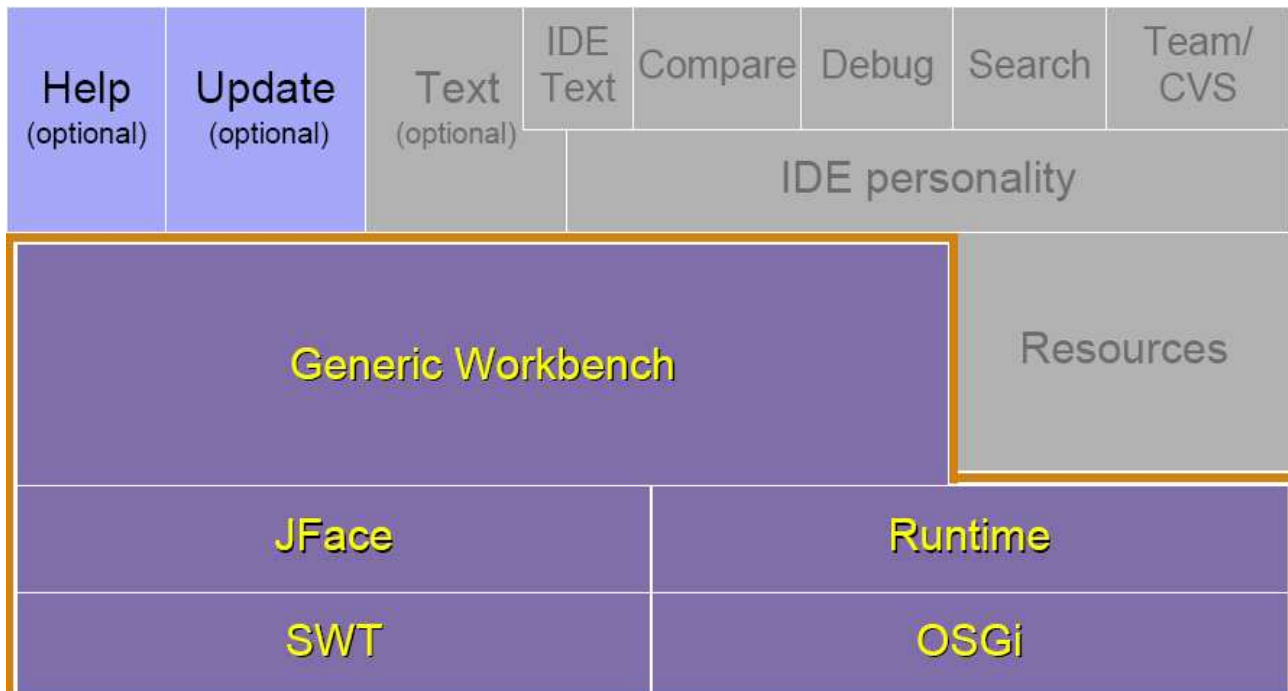 Help
(optional)
Update
(optional)
Text
(optional)
IDE
Text
Compare
Debug
Search
Team/
CVS
IDE personality
Generic Workbench
Resources
JFace
Runtime
SWT
OSGi